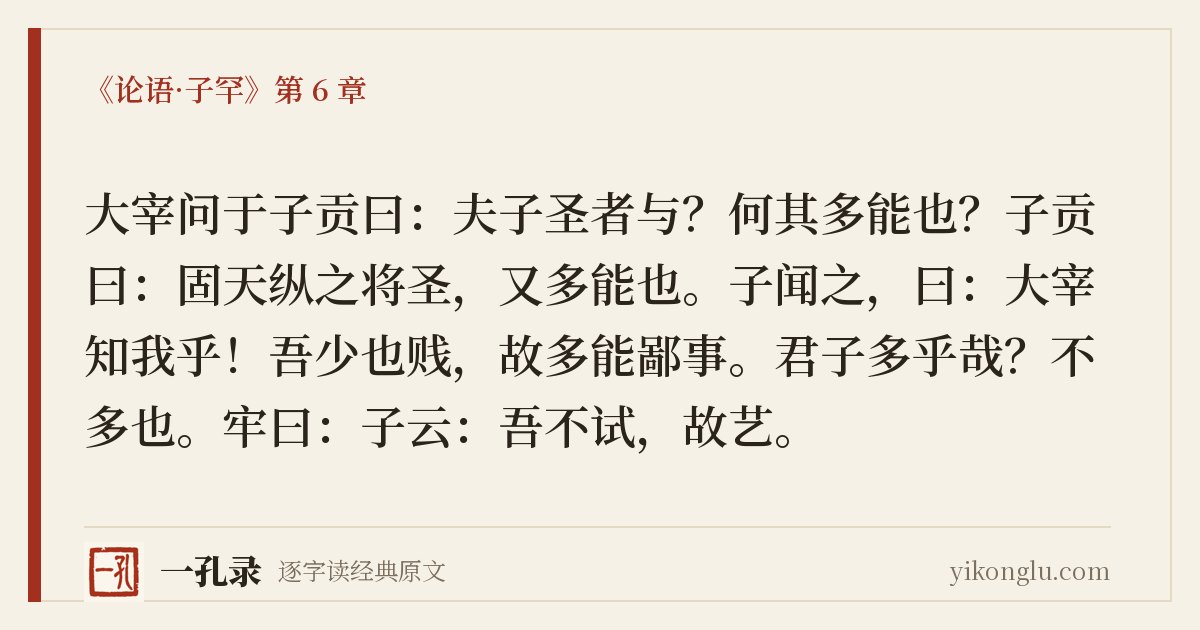 《论语·子罕》第 6 章
大宰问于子贡曰：夫子圣者与？何其多能也？子贡
曰：固天纵之将圣，又多能也。子闻之，曰：大宰
知我乎！吾少也贱，故多能鄙事。君子多乎哉？不
多也。牢曰：子云：吾不试，故艺。
一孔 一孔录 逐字读经典原文 yikonglu.com